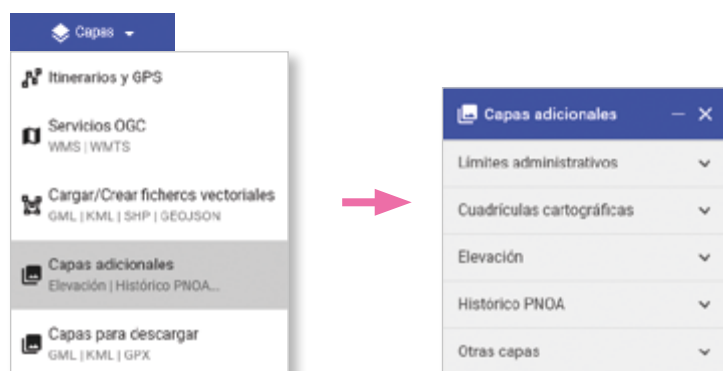 Capas
Itinerarios y GPS
Servicios OGC
WMS | WMTS
Cargar/Crear ficheros vectoriales
GML | KML | SHP | GEOJSON
Capas adicionales
Elevación | Histórico PNOA...
Capas para descargar
GML | KML | GPX
Capas adicionales
Límites administrativos
Cuadrículas cartográficas
Elevación
Histórico PNOA
Otras capas